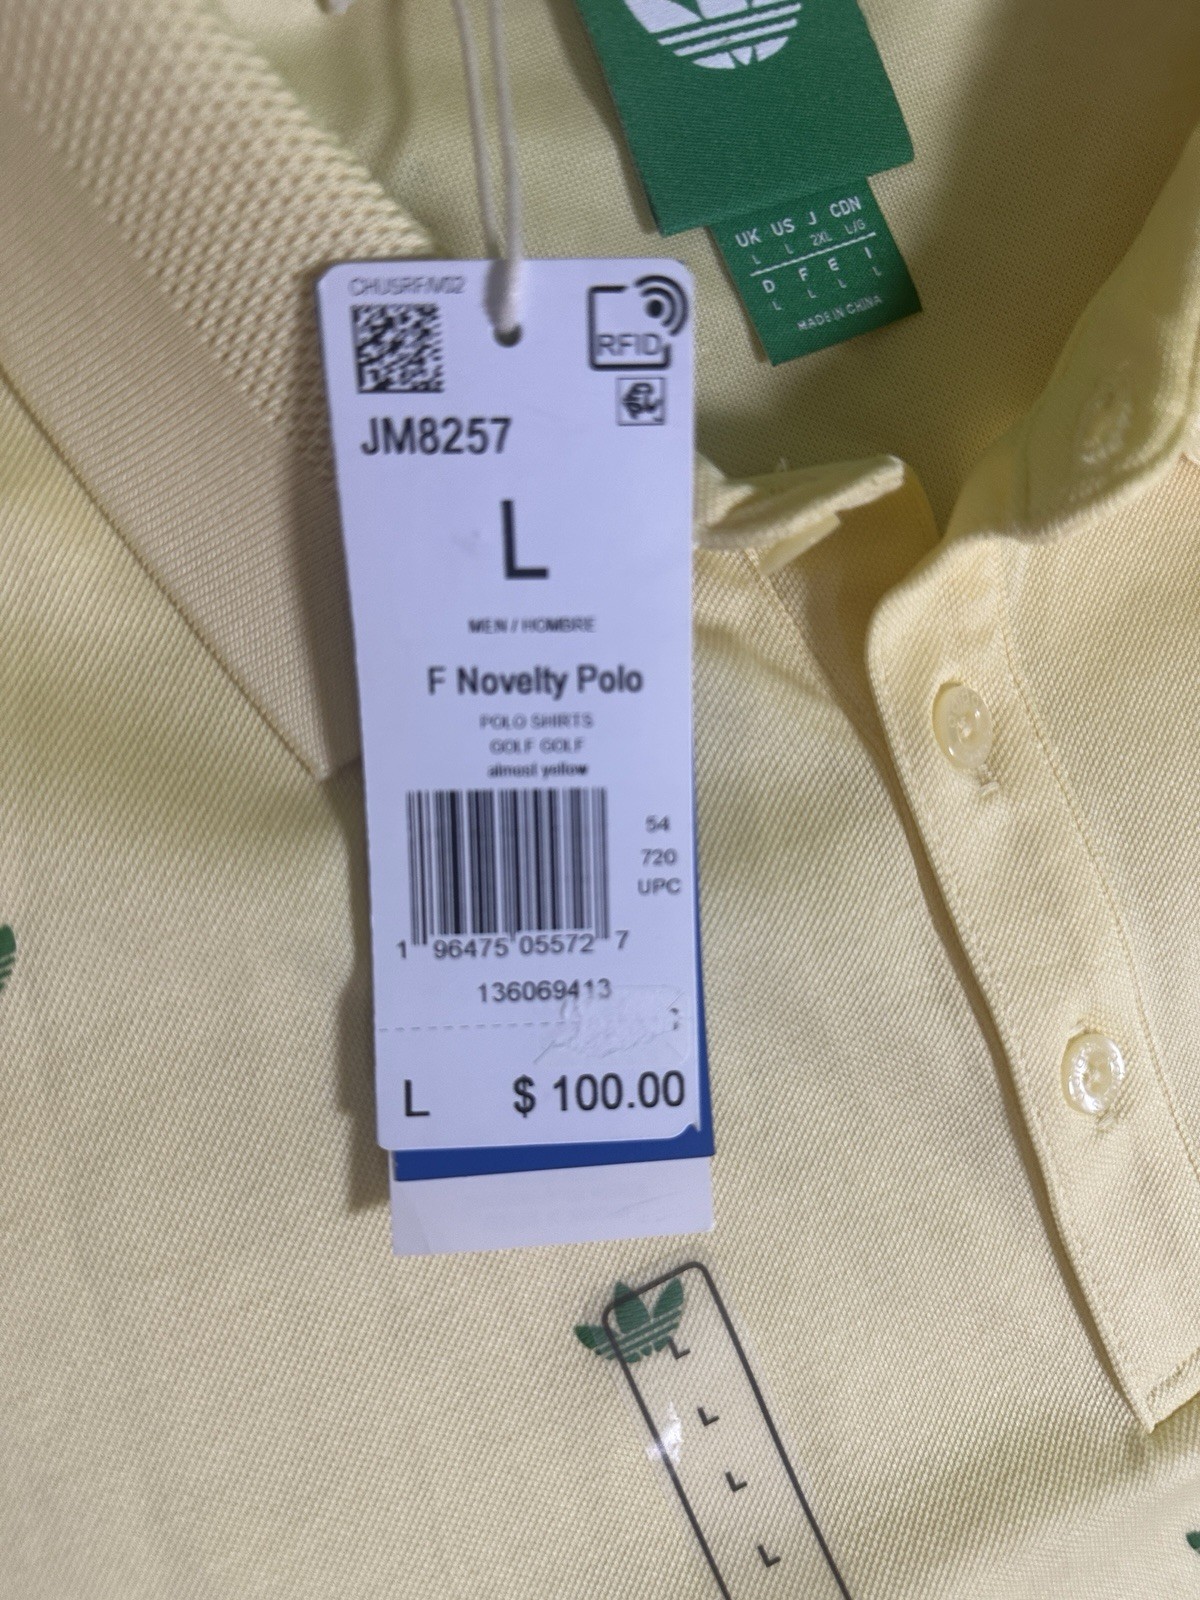 UK US J CDN
L L 2XL L/G
D F E I
L L L L
MADE IN CHINA
CHUSRFIV02
RFID
JM8257
L
MEN / HOMBRE
F Novelty Polo
POLO SHIRTS
GOLF GOLF
almost yellow
54
720
UPC
1 96475 05572 7
136069413
L $ 100.00
L
L
L
L